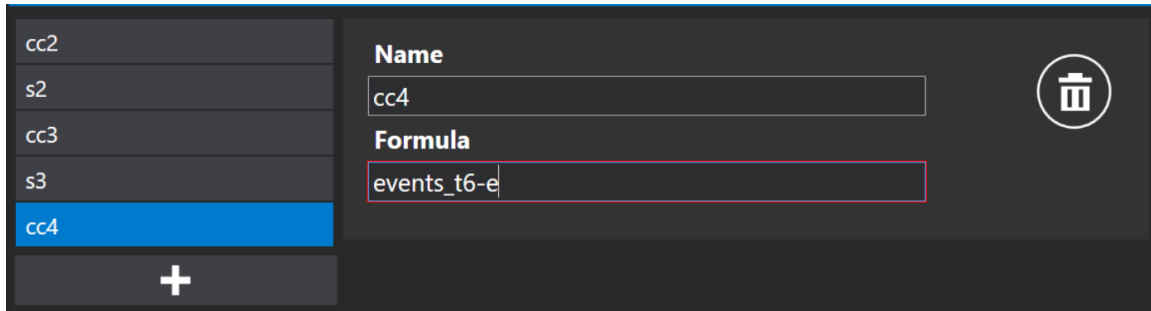 cc2
s2
cc3
s3
cc4
Name
cc4
Formula
events_t6-e